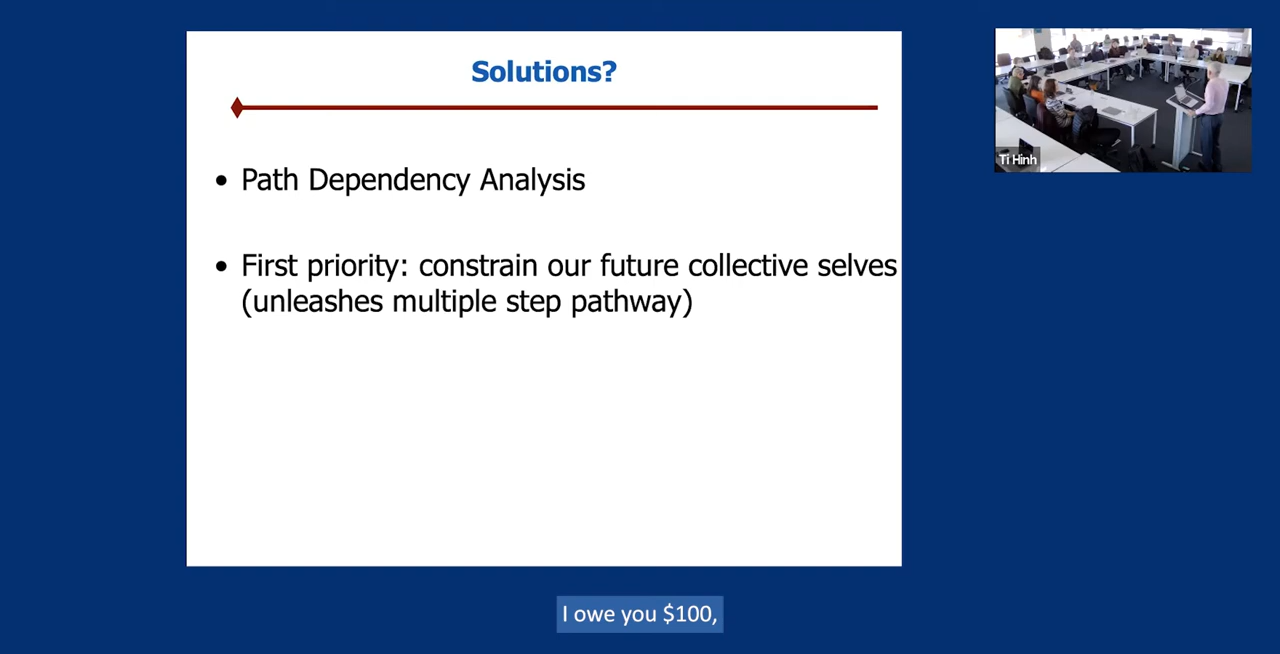 Solutions?
• Path Dependency Analysis
• First priority: constrain our future collective selves
(unleashes multiple step pathway)
Ti Hinh
I owe you $100,